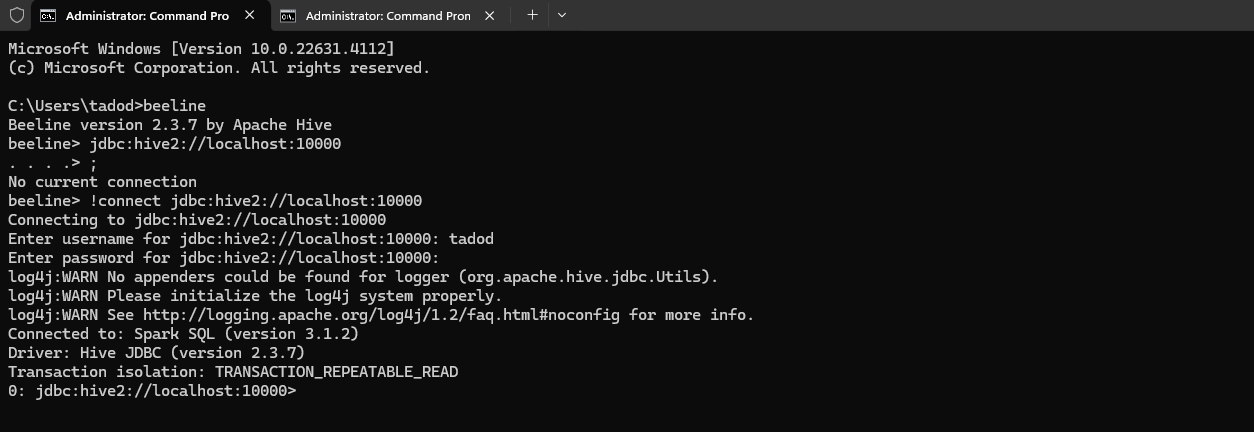 Administrator: Command Pro
Administrator: Command Pron
Microsoft Windows [Version 10.0.22631.4112]
(c) Microsoft Corporation. All rights reserved.
C:\Users\tadod>beeline
Beeline version 2.3.7 by Apache Hive
beeline> jdbc:hive2://localhost:10000
. . . .> ;
No current connection
beeline> !connect jdbc:hive2://localhost:10000
Connecting to jdbc:hive2://localhost:10000
Enter username for jdbc:hive2://localhost:10000: tadod
Enter password for jdbc:hive2://localhost:10000:
log4j:WARN No appenders could be found for logger (org.apache.hive.jdbc.Utils).
log4j:WARN Please initialize the log4j system properly.
log4j:WARN See http://logging.apache.org/log4j/1.2/faq.html#noconfig for more info.
Connected to: Spark SQL (version 3.1.2)
Driver: Hive JDBC (version 2.3.7)
Transaction isolation: TRANSACTION_REPEATABLE_READ
0: jdbc:hive2://localhost:10000>